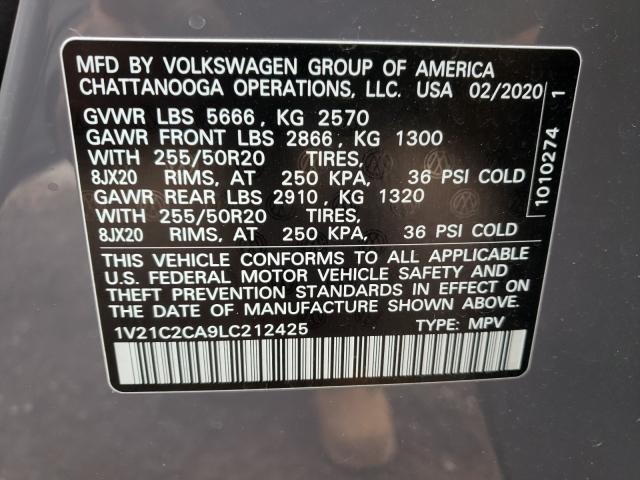 MFD BY VOLKSWAGEN GROUP OF AMERICA
CHATTANOOGA OPERATIONS, LLC. USA 02/2020
GVWR LBS 5666, KG 2570
GAWR FRONT LBS 2866, KG 1300
WITH 255/50R20 TIRES,
8JX20 RIMS, AT 250 KPA, 36 PSI COLD
GAWR REAR LBS 2910, KG 1320
WITH 255/50R20 TIRES,
8JX20 RIMS, AT 250 KPA, 36 PSI COLD
THIS VEHICLE CONFORMS TO ALL APPLICABLE
U.S. FEDERAL MOTOR VEHICLE SAFETY AND
THEFT PREVENTION STANDARDS IN EFFECT ON
THE DATE OF MANUFACTURE SHOWN ABOVE.
1V21C2CA9LC212425 TYPE: MPV
1010274 1